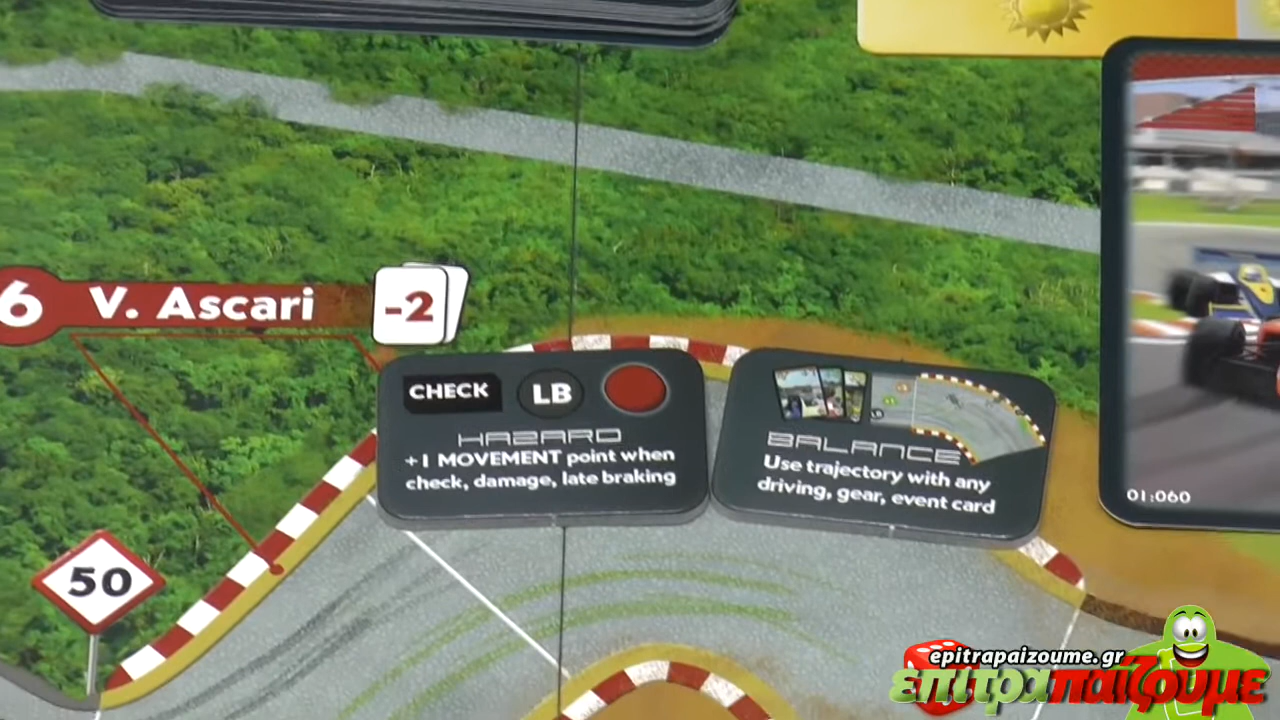 6 V. Ascari -2
CHECK LB
HAZARD
+1 MOVEMENT point when
check, damage, late braking
BALANCE
Use trajectory with any
driving, gear, event card
01:060
50
epitrapaizoume.gr
επιτραπαίζουμε